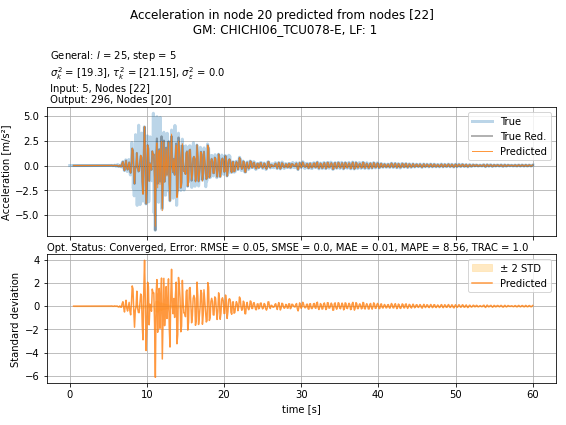 Acceleration in node 20 predicted from nodes [22]
GM: CHICHI06_TCU078-E, LF: 1
General: l = 25, step = 5
σ²ₖ = [19.3], τ²ₖ = [21.15], σ²ε = 0.0
Input: 5, Nodes [22]
Output: 296, Nodes [20]
Acceleration [m/s²]
5.0
2.5
0.0
−2.5
−5.0
True
True Red.
Predicted
Opt. Status: Converged, Error: RMSE = 0.05, SMSE = 0.0, MAE = 0.01, MAPE = 8.56, TRAC = 1.0
Standard deviation
4
2
0
−2
−4
−6
± 2 STD
Predicted
0 10 20 30 40 50 60
time [s]